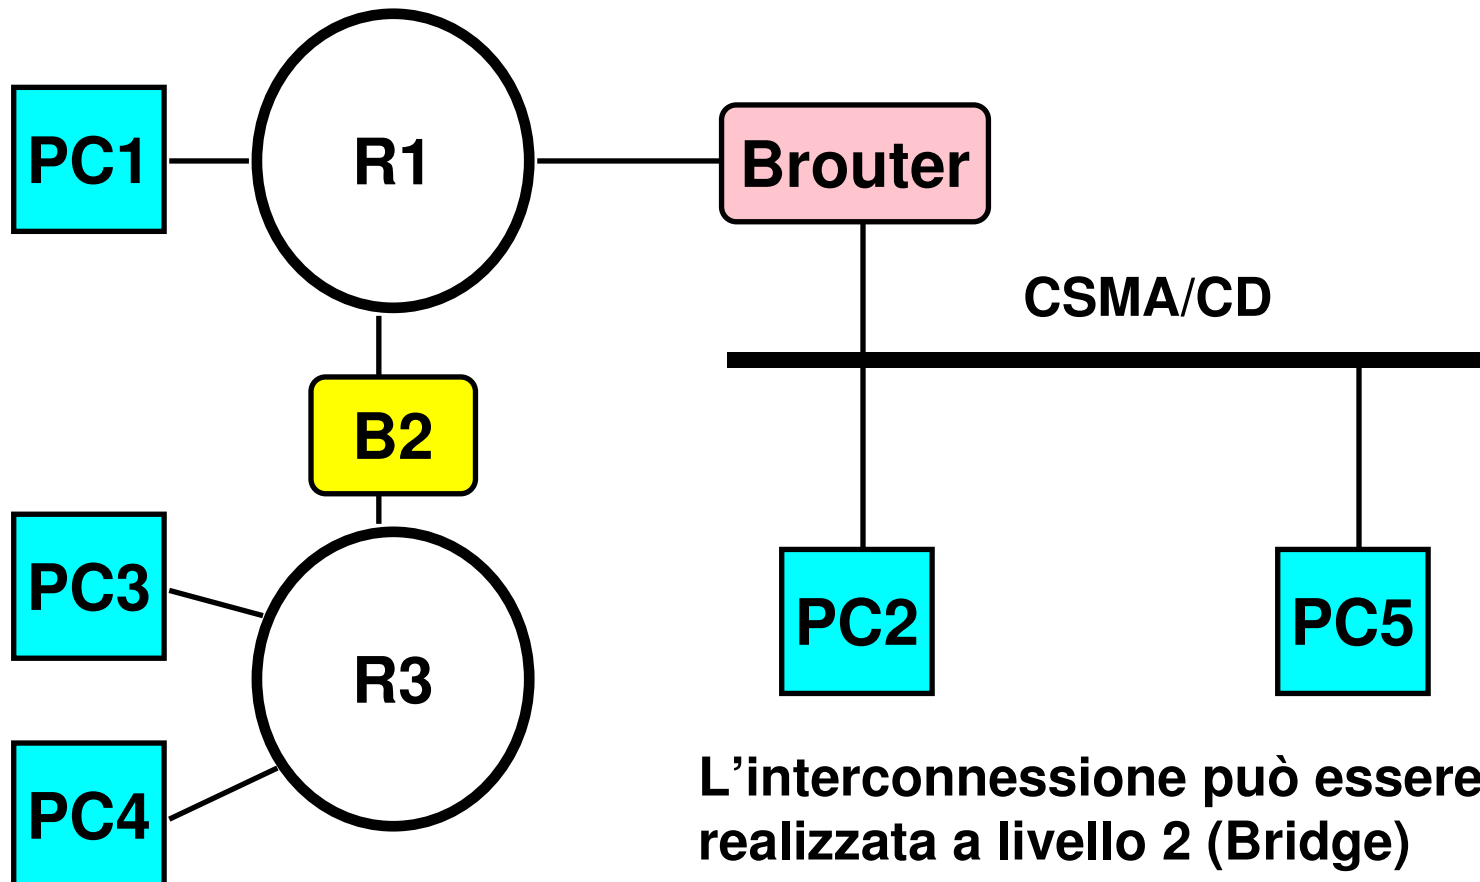 PC1
R1
Brouter
CSMA/CD
B2
PC3
R3
PC2
PC5
PC4
L'interconnessione può essere
realizzata a livello 2 (Bridge)